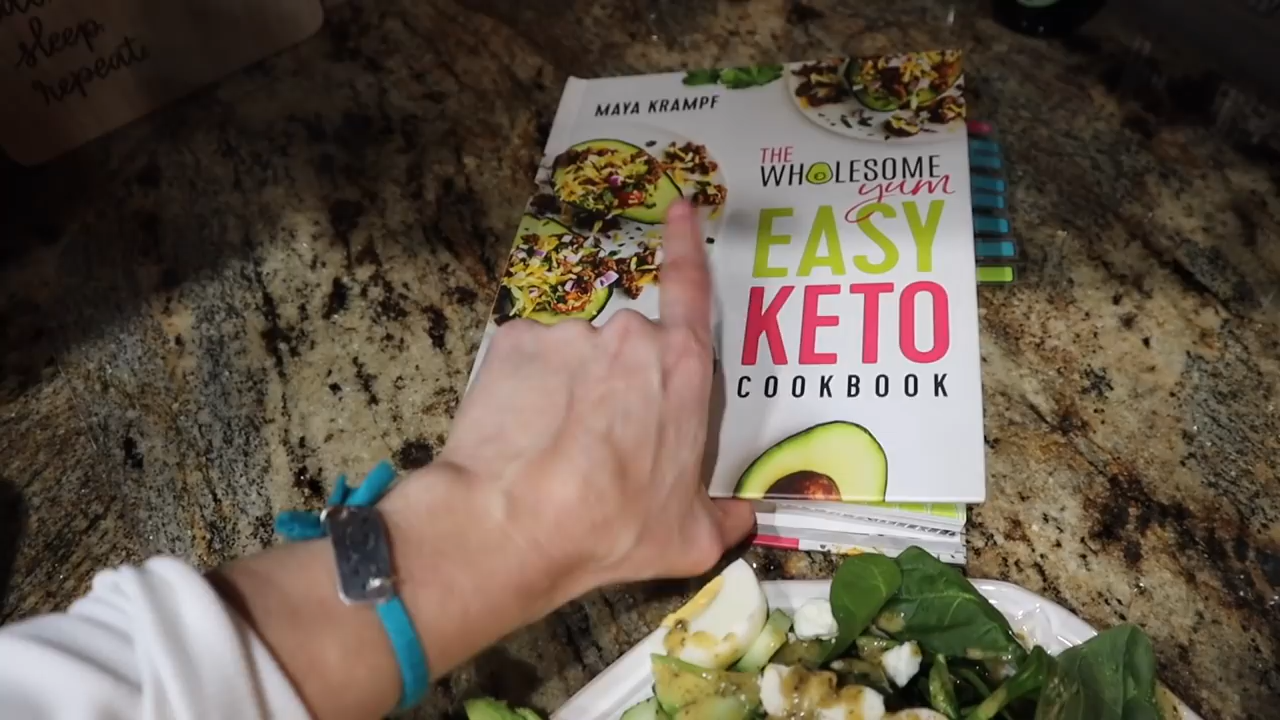 sleep.
repeat.
MAYA KRAMPF
THE
WHOLESOME
yum
EASY
KETO
COOKBOOK